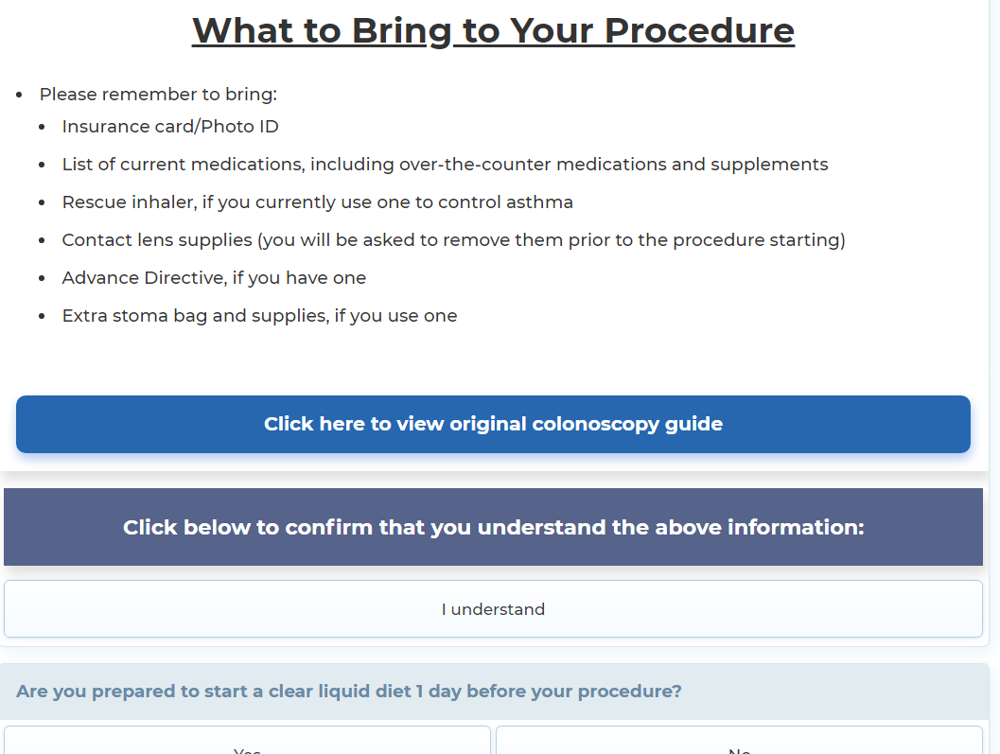 What to Bring to Your Procedure
Please remember to bring:
Insurance card/Photo ID
List of current medications, including over-the-counter medications and supplements
Rescue inhaler, if you currently use one to control asthma
Contact lens supplies (you will be asked to remove them prior to the procedure starting)
Advance Directive, if you have one
Extra stoma bag and supplies, if you use one
Click here to view original colonoscopy guide
Click below to confirm that you understand the above information:
I understand
Are you prepared to start a clear liquid diet 1 day before your procedure?
Yes No